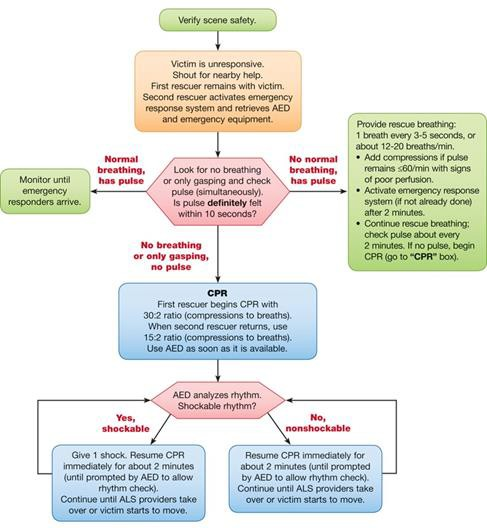 Verify scene safety.
Victim is unresponsive.
Shout for nearby help.
First rescuer remains with victim.
Second rescuer activates emergency
response system and retrieves AED
and emergency equipment.
Normal
breathing,
has pulse
Monitor until
emergency
responders arrive.
Look for no breathing
or only gasping and check
pulse (simultaneously).
Is pulse definitely felt
within 10 seconds?
No normal
breathing,
has pulse
Provide rescue breathing:
1 breath every 3-5 seconds, or
about 12-20 breaths/min.
• Add compressions if pulse
remains ≤60/min with signs
of poor perfusion.
• Activate emergency response
system (if not already done)
after 2 minutes.
• Continue rescue breathing;
check pulse about every
2 minutes. If no pulse, begin
CPR (go to "CPR" box).
No breathing
or only gasping,
no pulse
CPR
First rescuer begins CPR with
30:2 ratio (compressions to breaths).
When second rescuer returns, use
15:2 ratio (compressions to breaths).
Use AED as soon as it is available.
AED analyzes rhythm.
Shockable rhythm?
Yes,
shockable
No,
nonshockable
Give 1 shock. Resume CPR
immediately for about 2 minutes
(until prompted by AED to allow
rhythm check).
Continue until ALS providers take
over or victim starts to move.
Resume CPR immediately for
about 2 minutes (until prompted
by AED to allow rhythm check).
Continue until ALS providers take
over or victim starts to move.